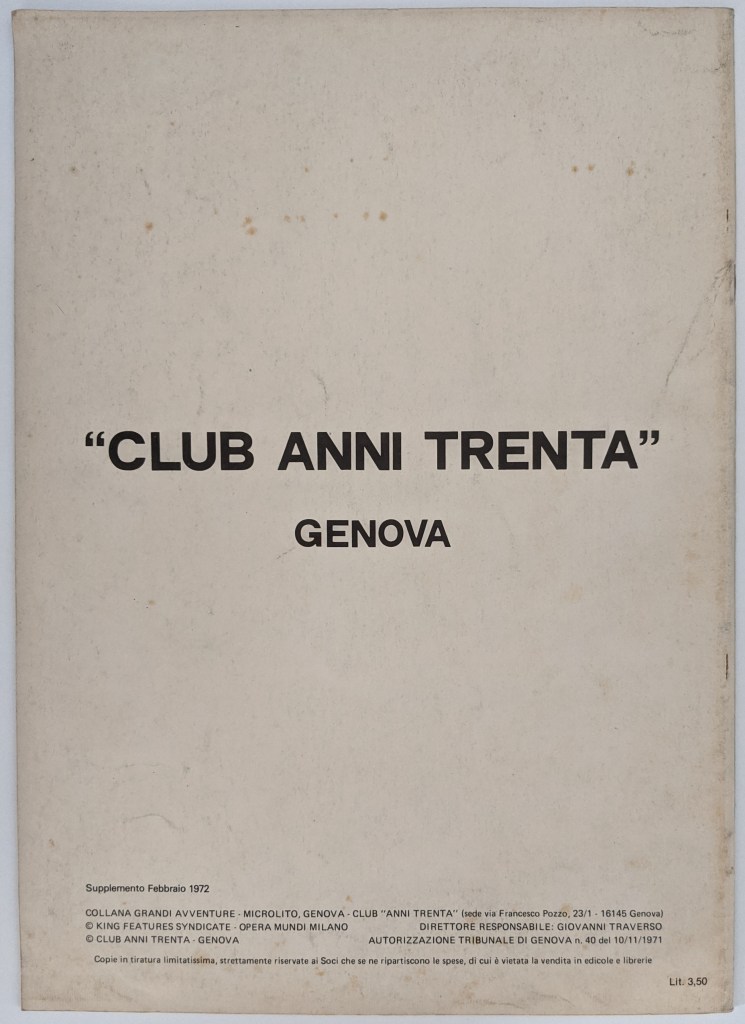 “CLUB ANNI TRENTA”
GENOVA
Supplemento Febbraio 1972
COLLANA GRANDI AVVENTURE - MICROLITO, GENOVA - CLUB "ANNI TRENTA" (sede via Francesco Pozzo, 23/1 - 16145 Genova)
© KING FEATURES SYNDICATE - OPERA MUNDI MILANO DIRETTORE RESPONSABILE: GIOVANNI TRAVERSO
© CLUB ANNI TRENTA - GENOVA AUTORIZZAZIONE TRIBUNALE DI GENOVA n. 40 del 10/11/1971
Copie in tiratura limitatissima, strettamente riservate ai Soci che se ne ripartiscono le spese, di cui è vietata la vendita in edicole e librerie
Lit. 3,50